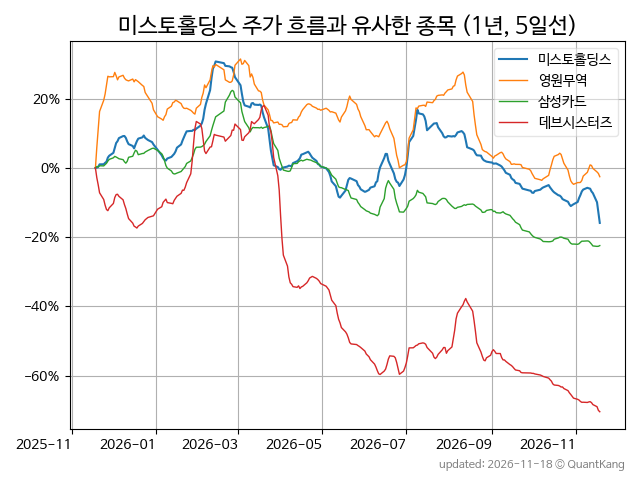 미스토홀딩스 주가 흐름과 유사한 종목 (1년, 5일선)
미스토홀딩스
영원무역
삼성카드
데브시스터즈
20%
0%
−20%
−40%
−60%
2025-11
2026-01
2026-03
2026-05
2026-07
2026-09
2026-11
updated: 2026-11-18 © QuantKang